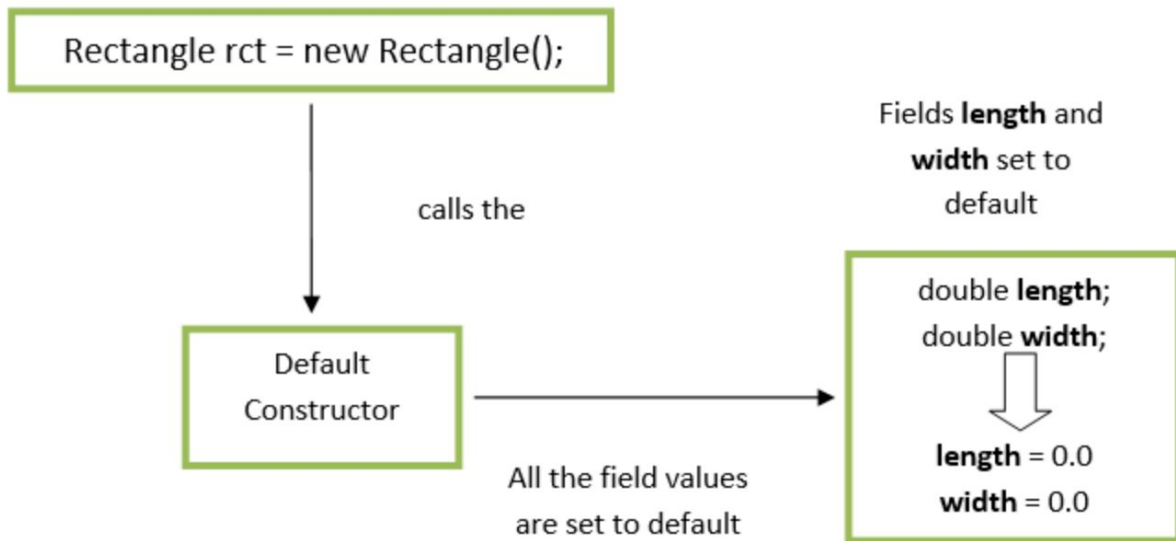 Rectangle rct = new Rectangle();
calls the
Default
Constructor
All the field values
are set to default
Fields length and
width set to
default
double length;
double width;
length = 0.0
width = 0.0